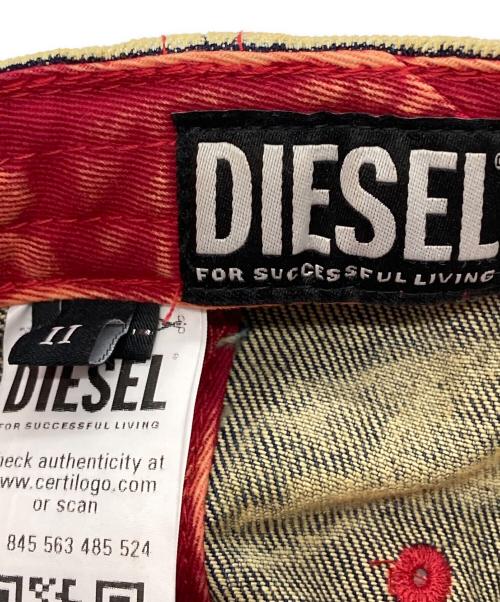 DIESEL
FOR SUCCESSFUL LIVING
II
DIESEL
FOR SUCCESSFUL LIVING
heck authenticity at
www.certilogo.com
or scan
845 563 485 524